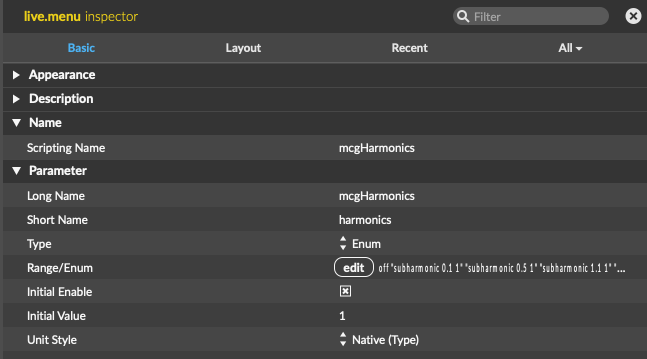 live.menu inspector
Filter
Basic Layout Recent All
Appearance
Description
Name
Scripting Name mcgHarmonics
Parameter
Long Name mcgHarmonics
Short Name harmonics
Type Enum
Range/Enum edit off "subharmonic 0.1 1" "subharmonic 0.5 1" "subharmonic 1.1 1" "...
Initial Enable
Initial Value 1
Unit Style Native (Type)